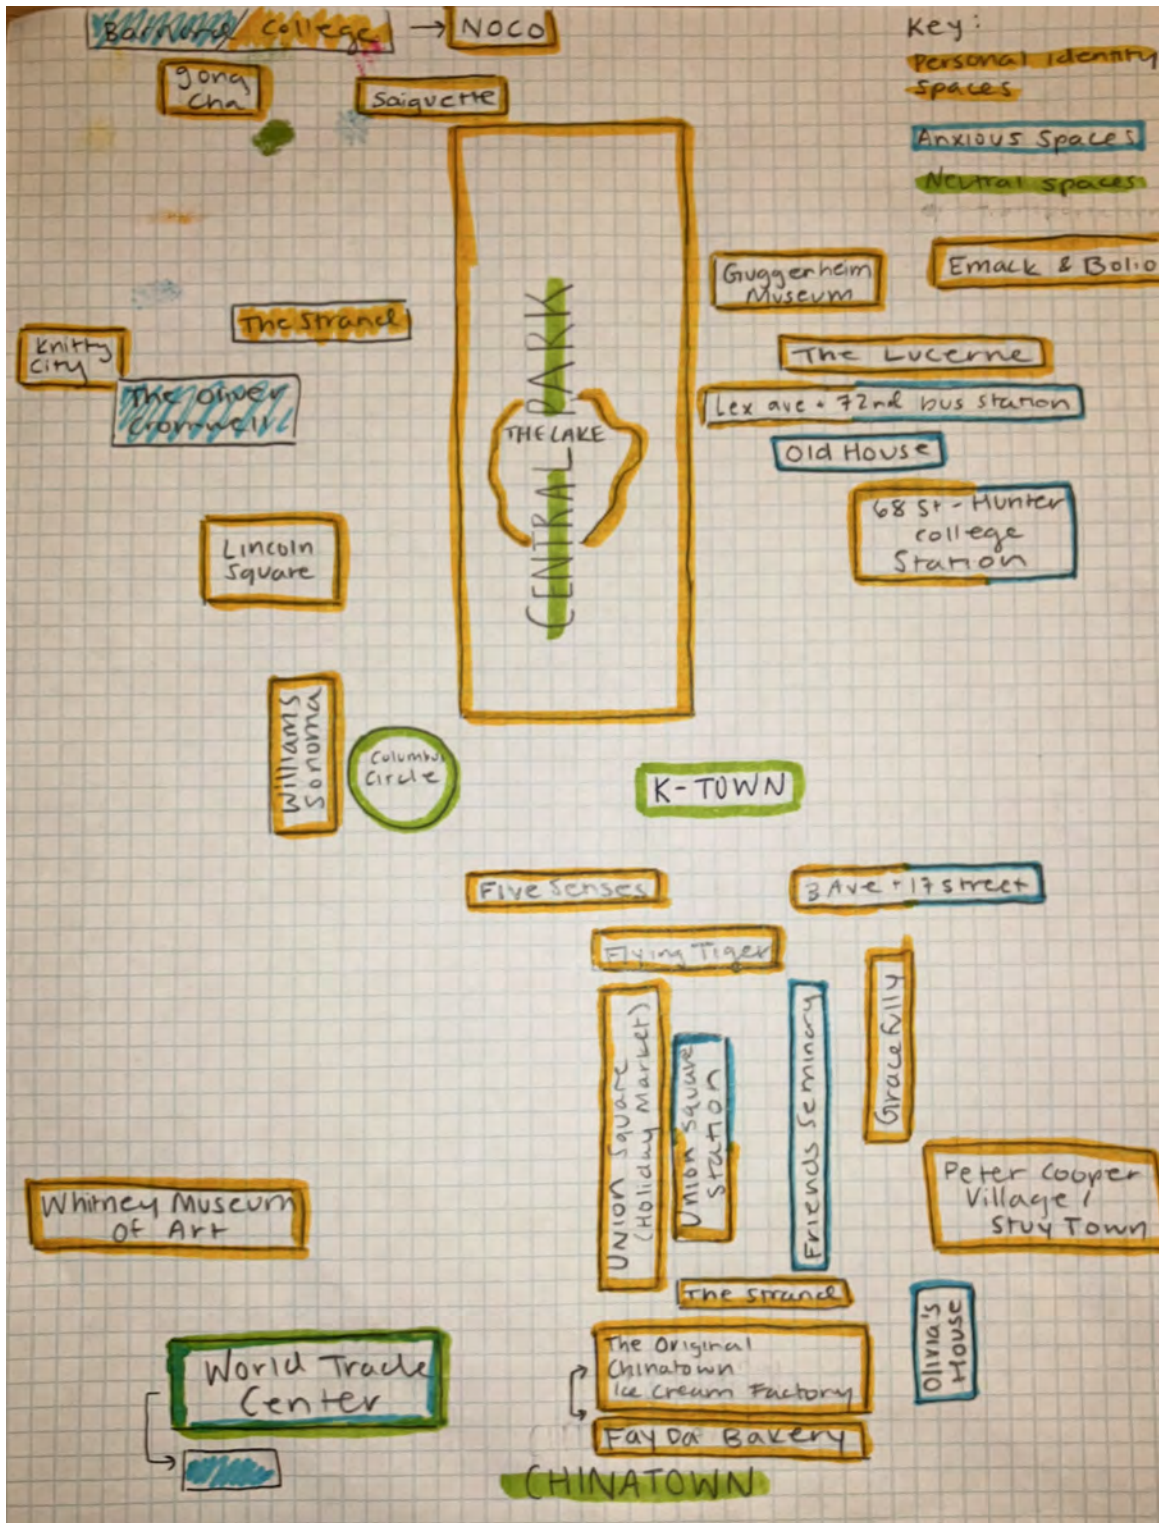 Barnard/College → NOCO
Key:
Personal Identity
Spaces
gong
cha
Saiguette
Anxious Spaces
Neutral spaces
Guggenheim
Museum
Emack & Bolio
The Strand
Knitty
City
The Lucerne
The Oliver
Cromwell
Lex ave + 72nd bus station
THE LAKE
CENTRAL PARK
Old House
68 St - Hunter
college
Station
Lincoln
Square
Williams
Sonoma
Columbus
Circle
K-TOWN
Five Senses
3 Ave + 17 street
Flying Tiger
Gracefully
Union Square
(Holiday Market)
Union Square
Station
Friends Seminary
Peter Cooper
Village /
Stuy Town
Whitney Museum
Of Art
The Strand
Olivia's
House
World Trade
Center
The Original
Chinatown
Ice Cream Factory
Fay Da Bakery
CHINATOWN